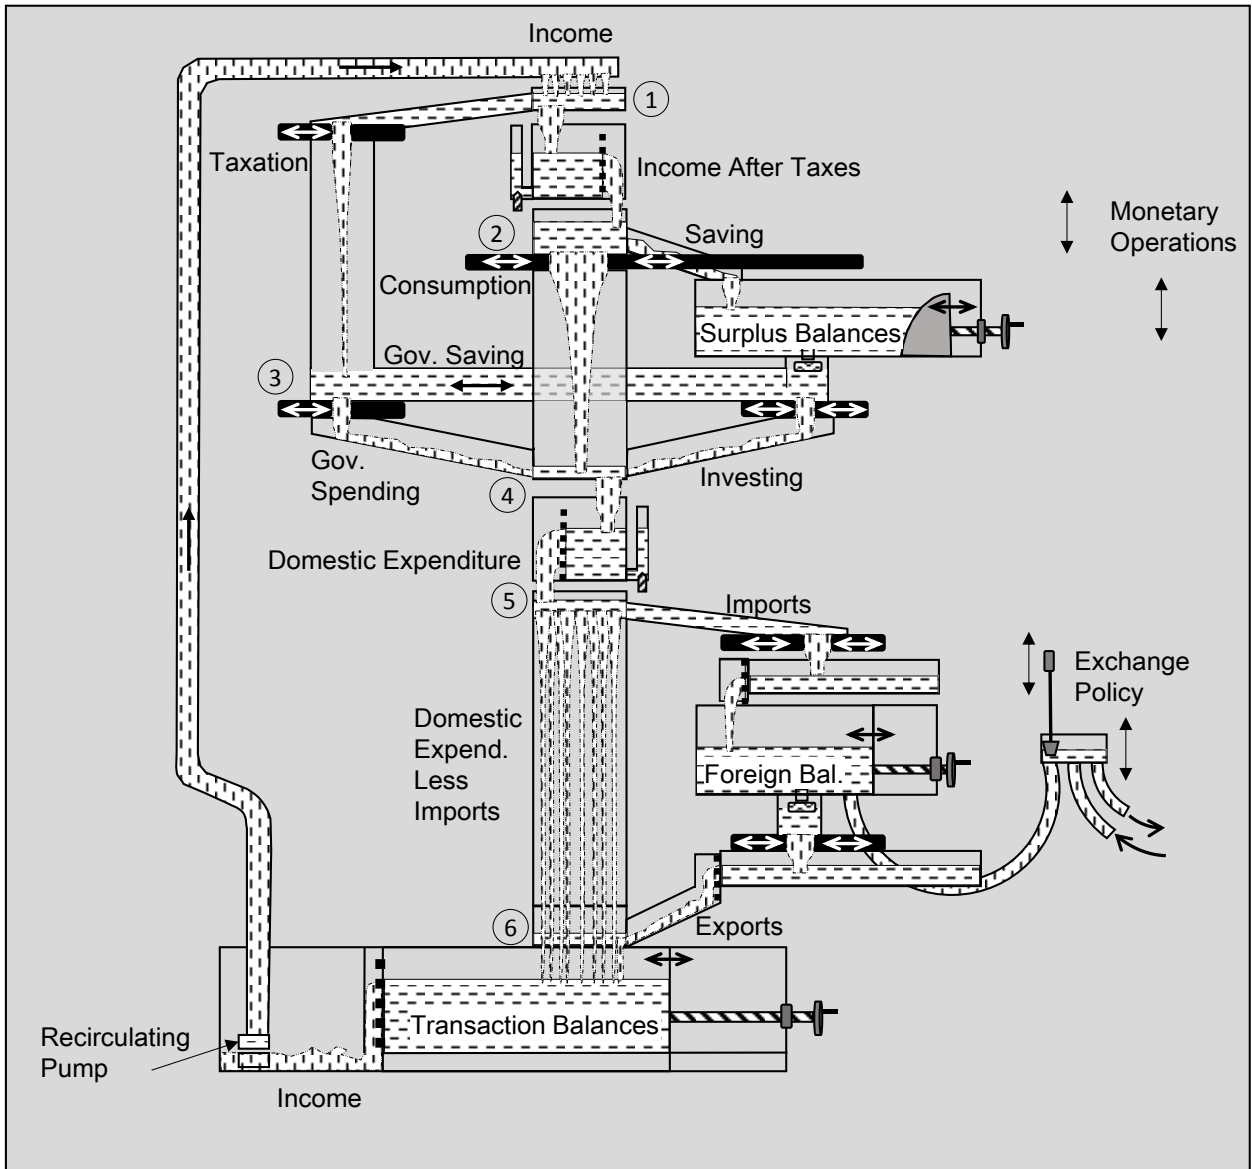 Income
1
Taxation
Income After Taxes
Monetary
Operations
2
Saving
Consumption
Surplus Balances
Gov. Saving
3
Gov.
Spending
Investing
4
Domestic Expenditure
5
Imports
Exchange
Policy
Domestic
Expend.
Less
Imports
Foreign Bal.
6
Exports
Transaction Balances
Recirculating
Pump
Income